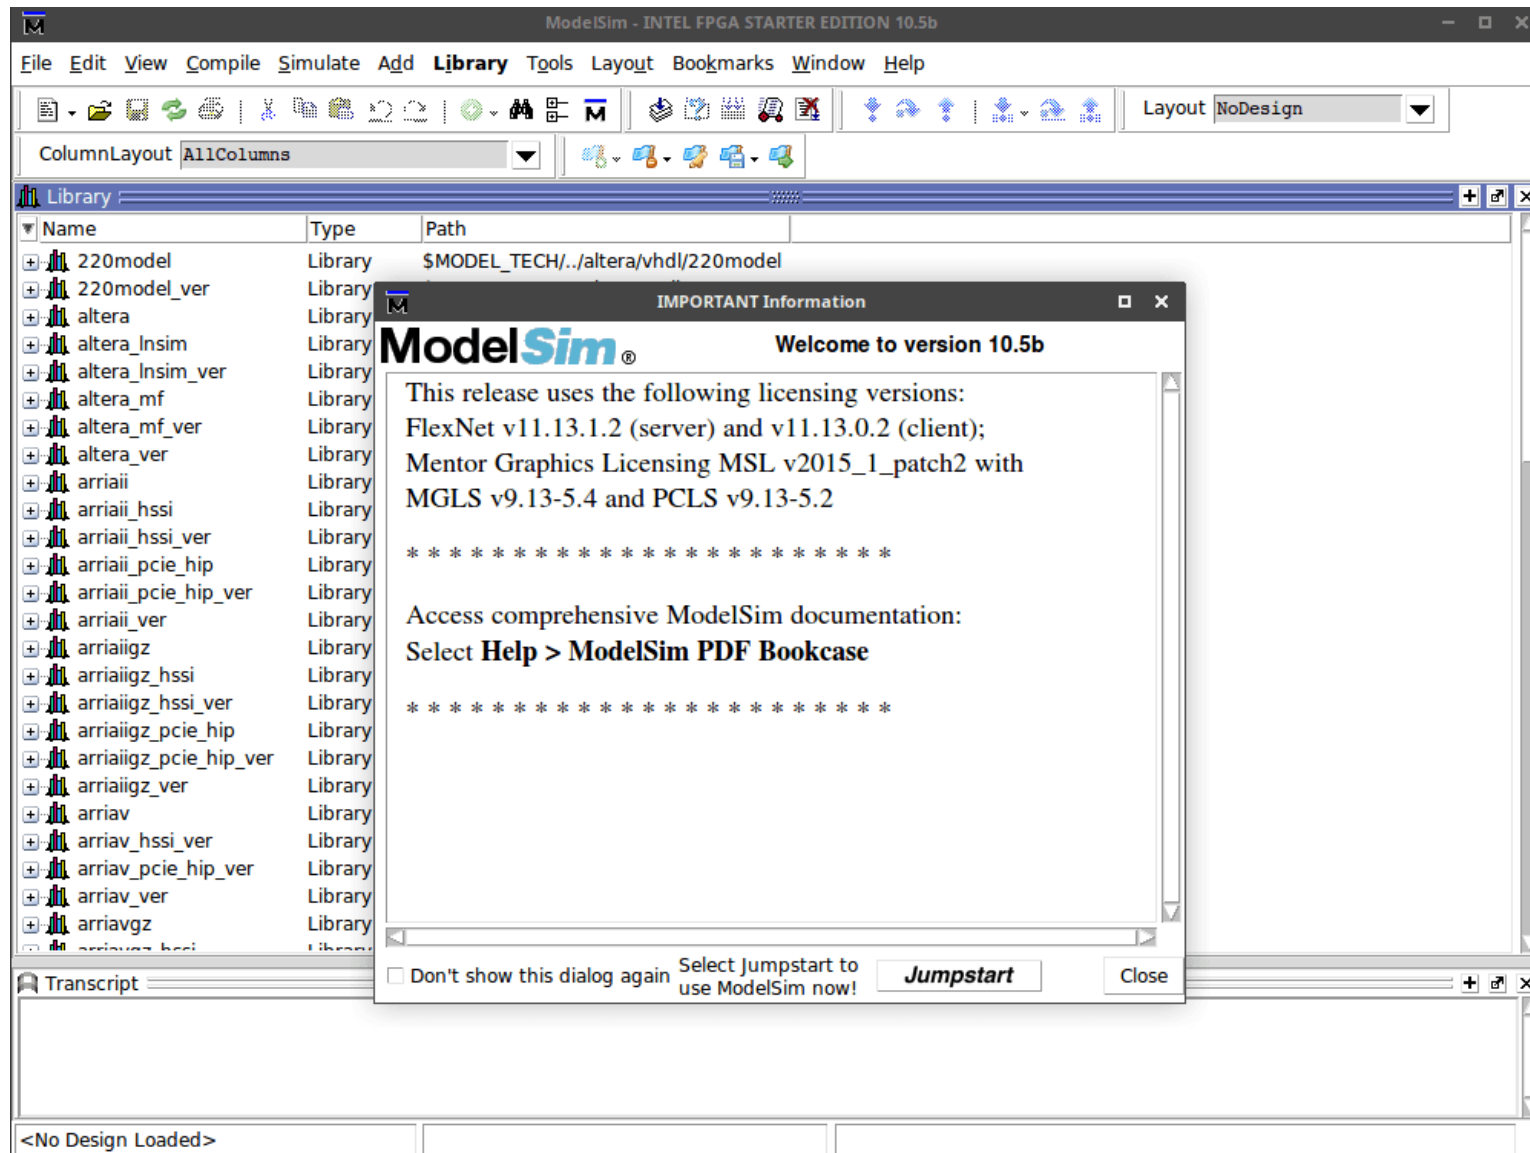 ModelSim - INTEL FPGA STARTER EDITION 10.5b
File Edit View Compile Simulate Add Library Tools Layout Bookmarks Window Help
Layout NoDesign
ColumnLayout AllColumns
Library
Name Type Path
220model Library $MODEL_TECH/../altera/vhdl/220model
220model_ver Library
altera Library
altera_lnsim Library
altera_lnsim_ver Library
altera_mf Library
altera_mf_ver Library
altera_ver Library
arriaii Library
arriaii_hssi Library
arriaii_hssi_ver Library
arriaii_pcie_hip Library
arriaii_pcie_hip_ver Library
arriaii_ver Library
arriaiigz Library
arriaiigz_hssi Library
arriaiigz_hssi_ver Library
arriaiigz_pcie_hip Library
arriaiigz_pcie_hip_ver Library
arriaiigz_ver Library
arriav Library
arriav_hssi_ver Library
arriav_pcie_hip_ver Library
arriav_ver Library
arriavgz Library
arriavgz_hssi Library
IMPORTANT Information
ModelSim®
Welcome to version 10.5b
This release uses the following licensing versions:
FlexNet v11.13.1.2 (server) and v11.13.0.2 (client);
Mentor Graphics Licensing MSL v2015_1_patch2 with
MGLS v9.13-5.4 and PCLS v9.13-5.2
* * * * * * * * * * * * * * * * * * * * * * *
Access comprehensive ModelSim documentation:
Select Help > ModelSim PDF Bookcase
* * * * * * * * * * * * * * * * * * * * * * *
Don't show this dialog again
Select Jumpstart to
use ModelSim now!
Jumpstart
Close
Transcript
<No Design Loaded>